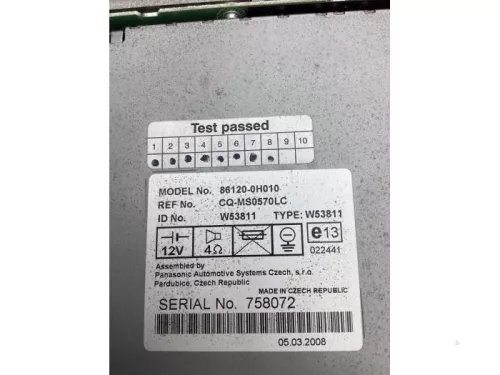 Test passed
1 2 3 4 5 6 7 8 9 10
MODEL No. 86120-0H010
REF No. CQ-MS0570LC
ID No. W53811 TYPE: W53811
12V 4Ω e13
022441
Assembled by
Panasonic Automotive Systems Czech, s.r.o.
Pardubice, Czech Republic
MADE IN CZECH REPUBLIC
SERIAL No. 758072
05.03.2008